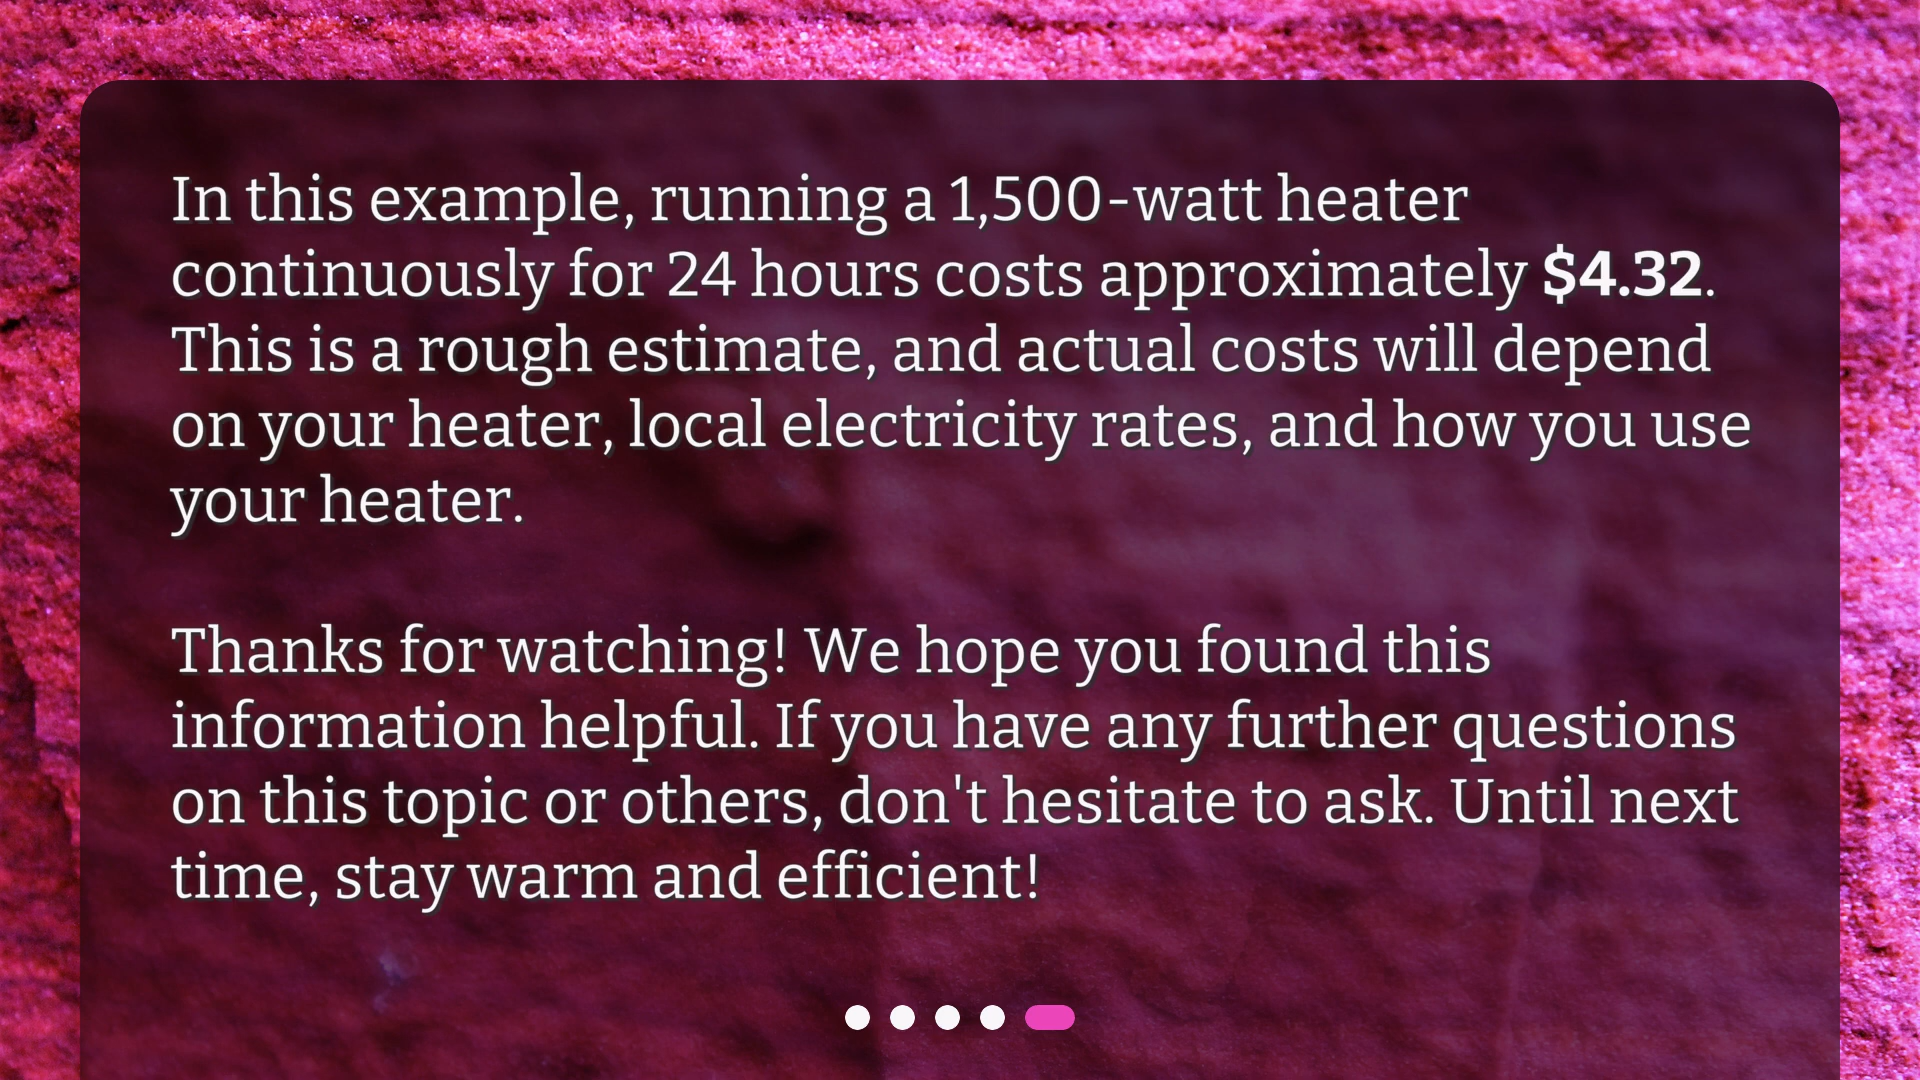 In this example, running a 1,500-watt heater
continuously for 24 hours costs approximately $4.32.
This is a rough estimate, and actual costs will depend
on your heater, local electricity rates, and how you use
your heater.
Thanks for watching! We hope you found this
information helpful. If you have any further questions
on this topic or others, don't hesitate to ask. Until next
time, stay warm and efficient!